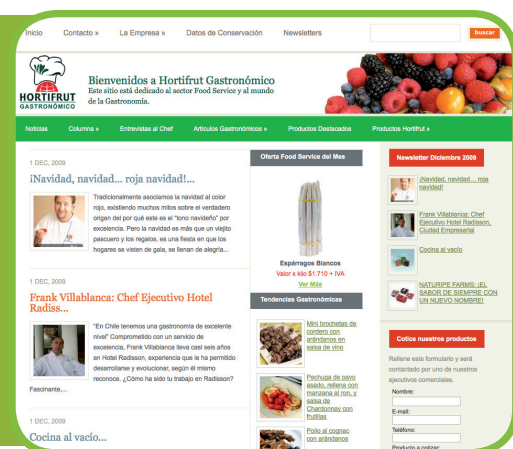 Inicio
Contacto »
La Empresa »
Datos de Conservación
Newsletters
buscar
HORTIFRUT
GASTRONÓMICO
Bienvenidos a Hortifrut Gastronómico
Este sitio está dedicado al sector Food Service y al mundo
de la Gastronomía.
Noticias
Columna »
Entrevistas al Chef
Artículos Gastronómicos »
Productos Destacados
Productos Hortifrut »
1 DEC, 2009
¡Navidad, navidad... roja navidad!...
Tradicionalmente asociamos la navidad al color
rojo, existiendo muchos mitos sobre el verdadero
origen del por qué este es el "tono navideño" por
excelencia. Pero la navidad es más que un viejito
pascuero y los regalos, es una fiesta en que los
hogares se visten de gala, se llenan de alegría...
1 DEC, 2009
Frank Villablanca: Chef Ejecutivo Hotel
Radiss...
"En Chile tenemos una gastronomía de excelente
nivel" Comprometido con un servicio de
excelencia, Frank Villablanca lleva casi seis años
en Hotel Radisson, experiencia que le ha permitido
desarrollarse y evolucionar, según él mismo
reconoce. ¿Cómo ha sido tu trabajo en Radisson?
Fascinante,...
1 DEC, 2009
Cocina al vacío...
Oferta Food Service del Mes
Espárragos Blancos
Valor x kilo $1.710 + IVA
Ver Más
Tendencias Gastronómicas
Mini brochetas de
cordero con
arándanos en
salsa de vino
Pechuga de pavo
asado, rellena con
manzana al ron, y
salsa de
Chardonnay con
frutillas
Pollo al cognac
con arándanos
Newsletter Diciembre 2009
¡Navidad, navidad... roja
navidad!
Frank Villablanca: Chef
Ejecutivo Hotel Radisson,
Ciudad Empresarial
Cocina al vacío
NATURIPE FARMS: ¡EL
SABOR DE SIEMPRE CON
UN NUEVO NOMBRE!
Cotice nuestros productos
Rellene este formulario y será
contactado por uno de nuestros
ejecutivos comerciales.
Nombre:
E-mail:
Teléfono:
Producto a cotizar: